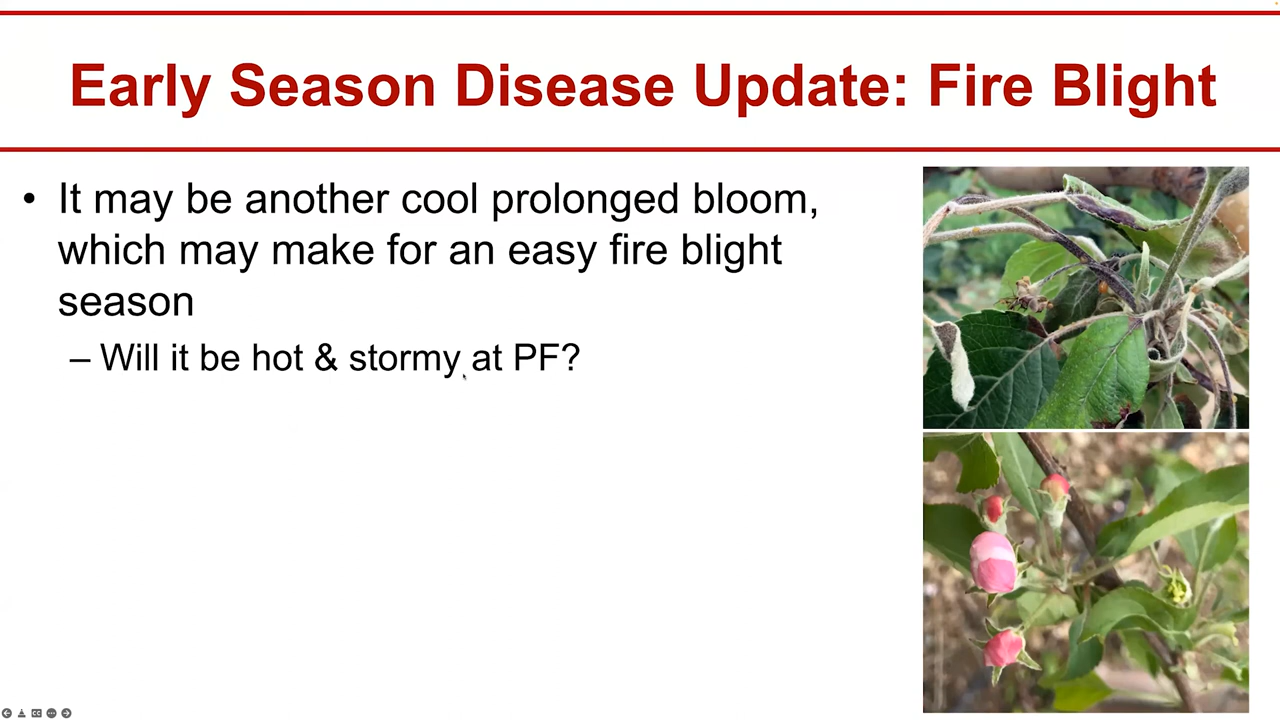 Early Season Disease Update: Fire Blight
• It may be another cool prolonged bloom,
which may make for an easy fire blight
season
– Will it be hot & stormy at PF?